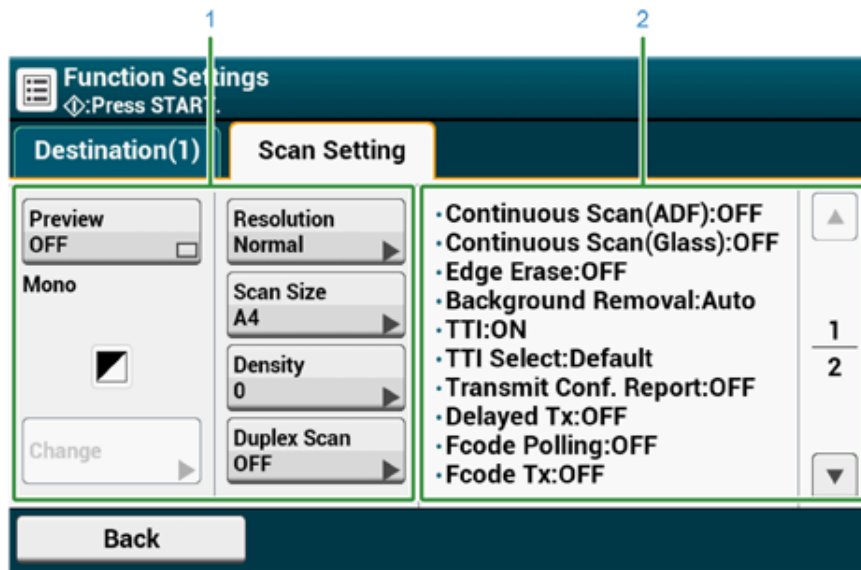 1
2
Function Settings
:Press START.
Destination(1)
Scan Setting
Preview
OFF
Mono
Change
Resolution
Normal
Scan Size
A4
Density
0
Duplex Scan
OFF
·Continuous Scan(ADF):OFF
·Continuous Scan(Glass):OFF
·Edge Erase:OFF
·Background Removal:Auto
·TTI:ON
·TTI Select:Default
·Transmit Conf. Report:OFF
·Delayed Tx:OFF
·Fcode Polling:OFF
·Fcode Tx:OFF
1
2
Back